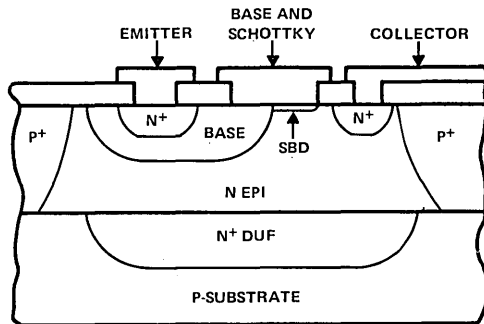 EMITTER
BASE AND
SCHOTTKY
COLLECTOR
P+
N+
BASE
SBD
N+
P+
N EPI
N+ DUF
P-SUBSTRATE